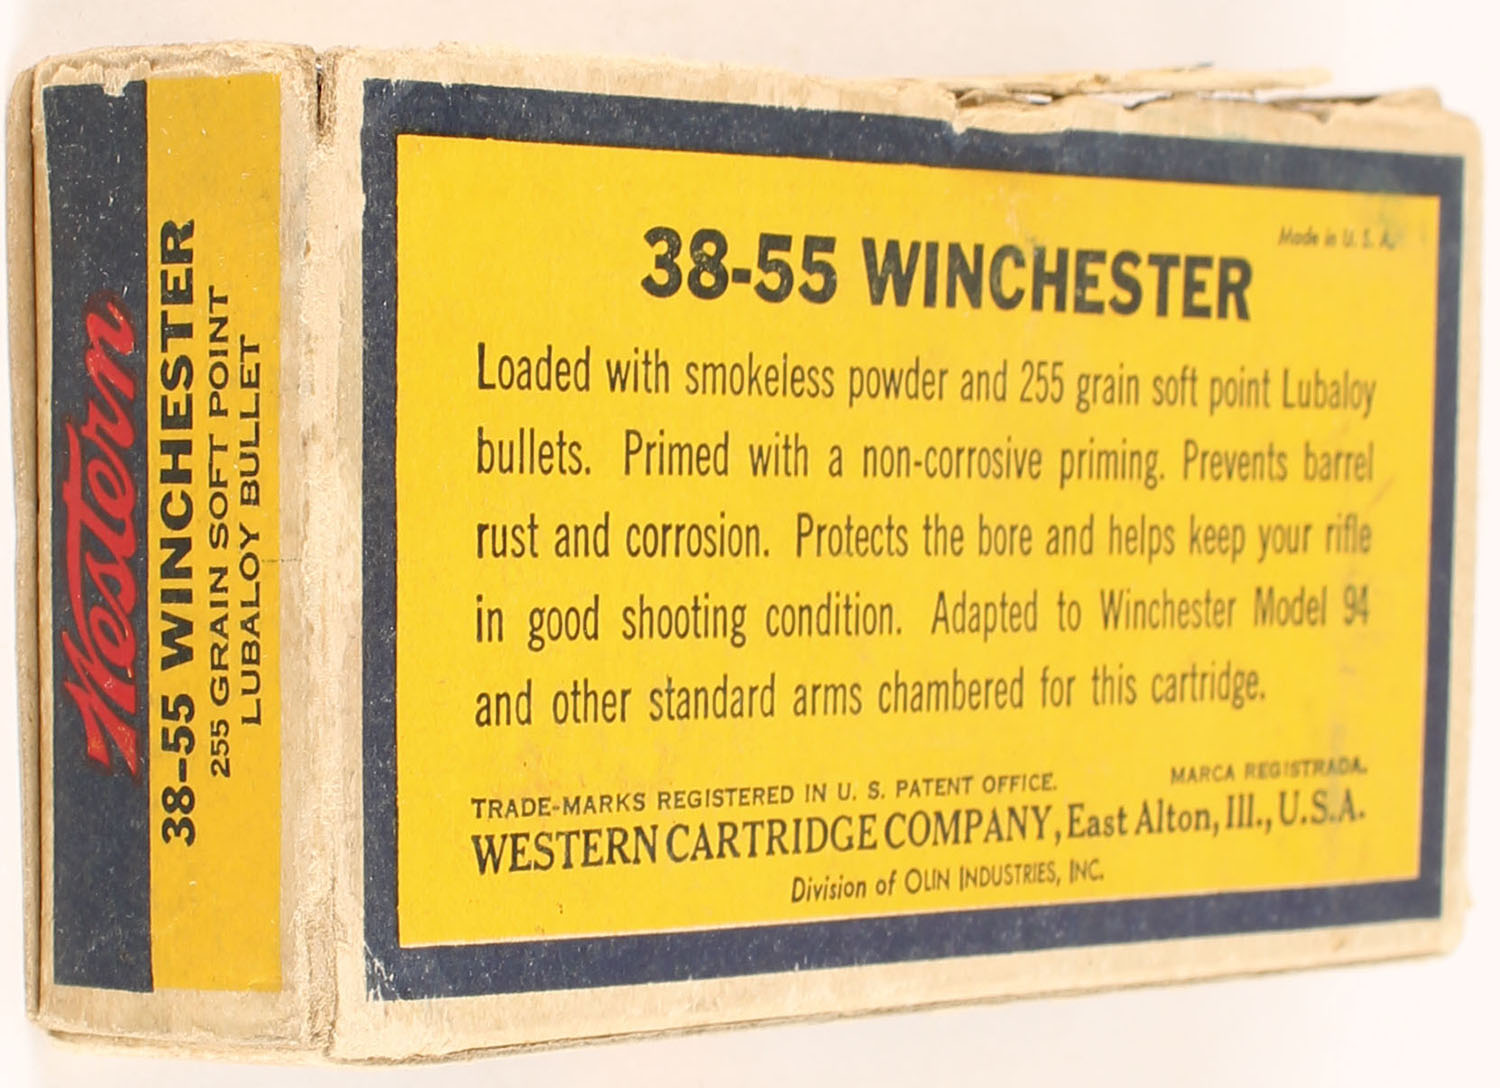 Western
38-55 WINCHESTER
255 GRAIN SOFT POINT
LUBALOY BULLET
Made in U. S. A.
38-55 WINCHESTER
Loaded with smokeless powder and 255 grain soft point Lubaloy
bullets. Primed with a non-corrosive priming. Prevents barrel
rust and corrosion. Protects the bore and helps keep your rifle
in good shooting condition. Adapted to Winchester Model 94
and other standard arms chambered for this cartridge.
TRADE-MARKS REGISTERED IN U. S. PATENT OFFICE. MARCA REGISTRADA.
WESTERN CARTRIDGE COMPANY, East Alton, Ill., U.S.A.
Division of OLIN INDUSTRIES, INC.